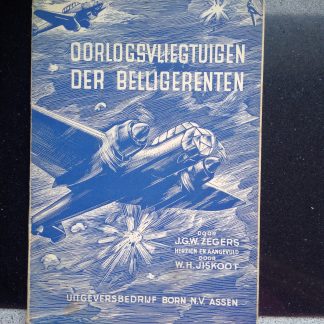 OORLOGSVLIEGTUIGEN
DER BELLIGERENTEN
DOOR
J.G.W. ZEGERS
HERZIEN EN AANGEVULD
DOOR
W.H. JISKOOT
UITGEVERSBEDRIJF BORN N.V. ASSEN